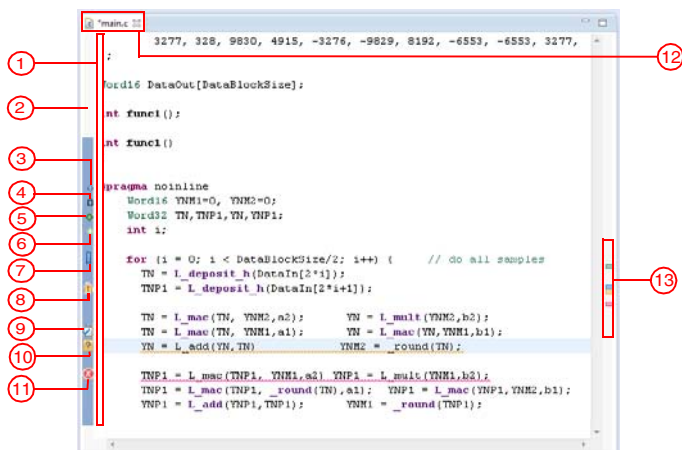 *main.c
3277, 328, 9830, 4915, -3276, -9829, 8192, -6553, -6553, 3277,
;
Word16 DataOut[DataBlockSize];
int func1();
int func1()
pragma noinline
Word16 YNM1=0, YNM2=0;
Word32 TN,TNP1,YN,YNP1;
int i;
for (i = 0; i < DataBlockSize/2; i++) { // do all samples
TN = L_deposit_h(DataIn[2*i]);
TNP1 = L_deposit_h(DataIn[2*i+1]);
TN = L_mac(TN, YNM2,a2); YN = L_mult(YNM2,b2);
TN = L_mac(TN, YNM1,a1); YN = L_mac(YN,YNM1,b1);
YN = L_add(YN,TN) YNM2 = _round(TN);
TNP1 = L_mac(TNP1, YNM1,a2) YNP1 = L_mult(YNM1,b2);
TNP1 = L_mac(TNP1, _round(TN),a1); YNP1 = L_mac(YNP1,YNM2,b1);
YNP1 = L_add(YNP1,TNP1); YNM1 = _round(TNP1);
1
2
3
4
5
6
7
8
9
10
11
12
13